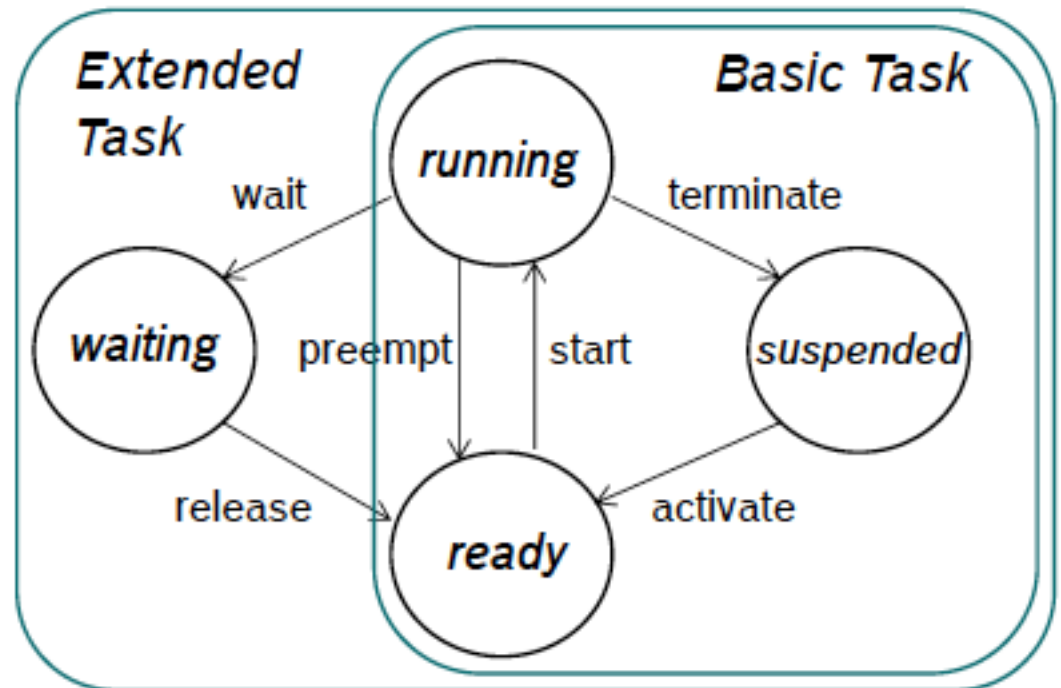 Extended
Task
Basic Task
running
wait
terminate
waiting
preempt
start
suspended
release
activate
ready